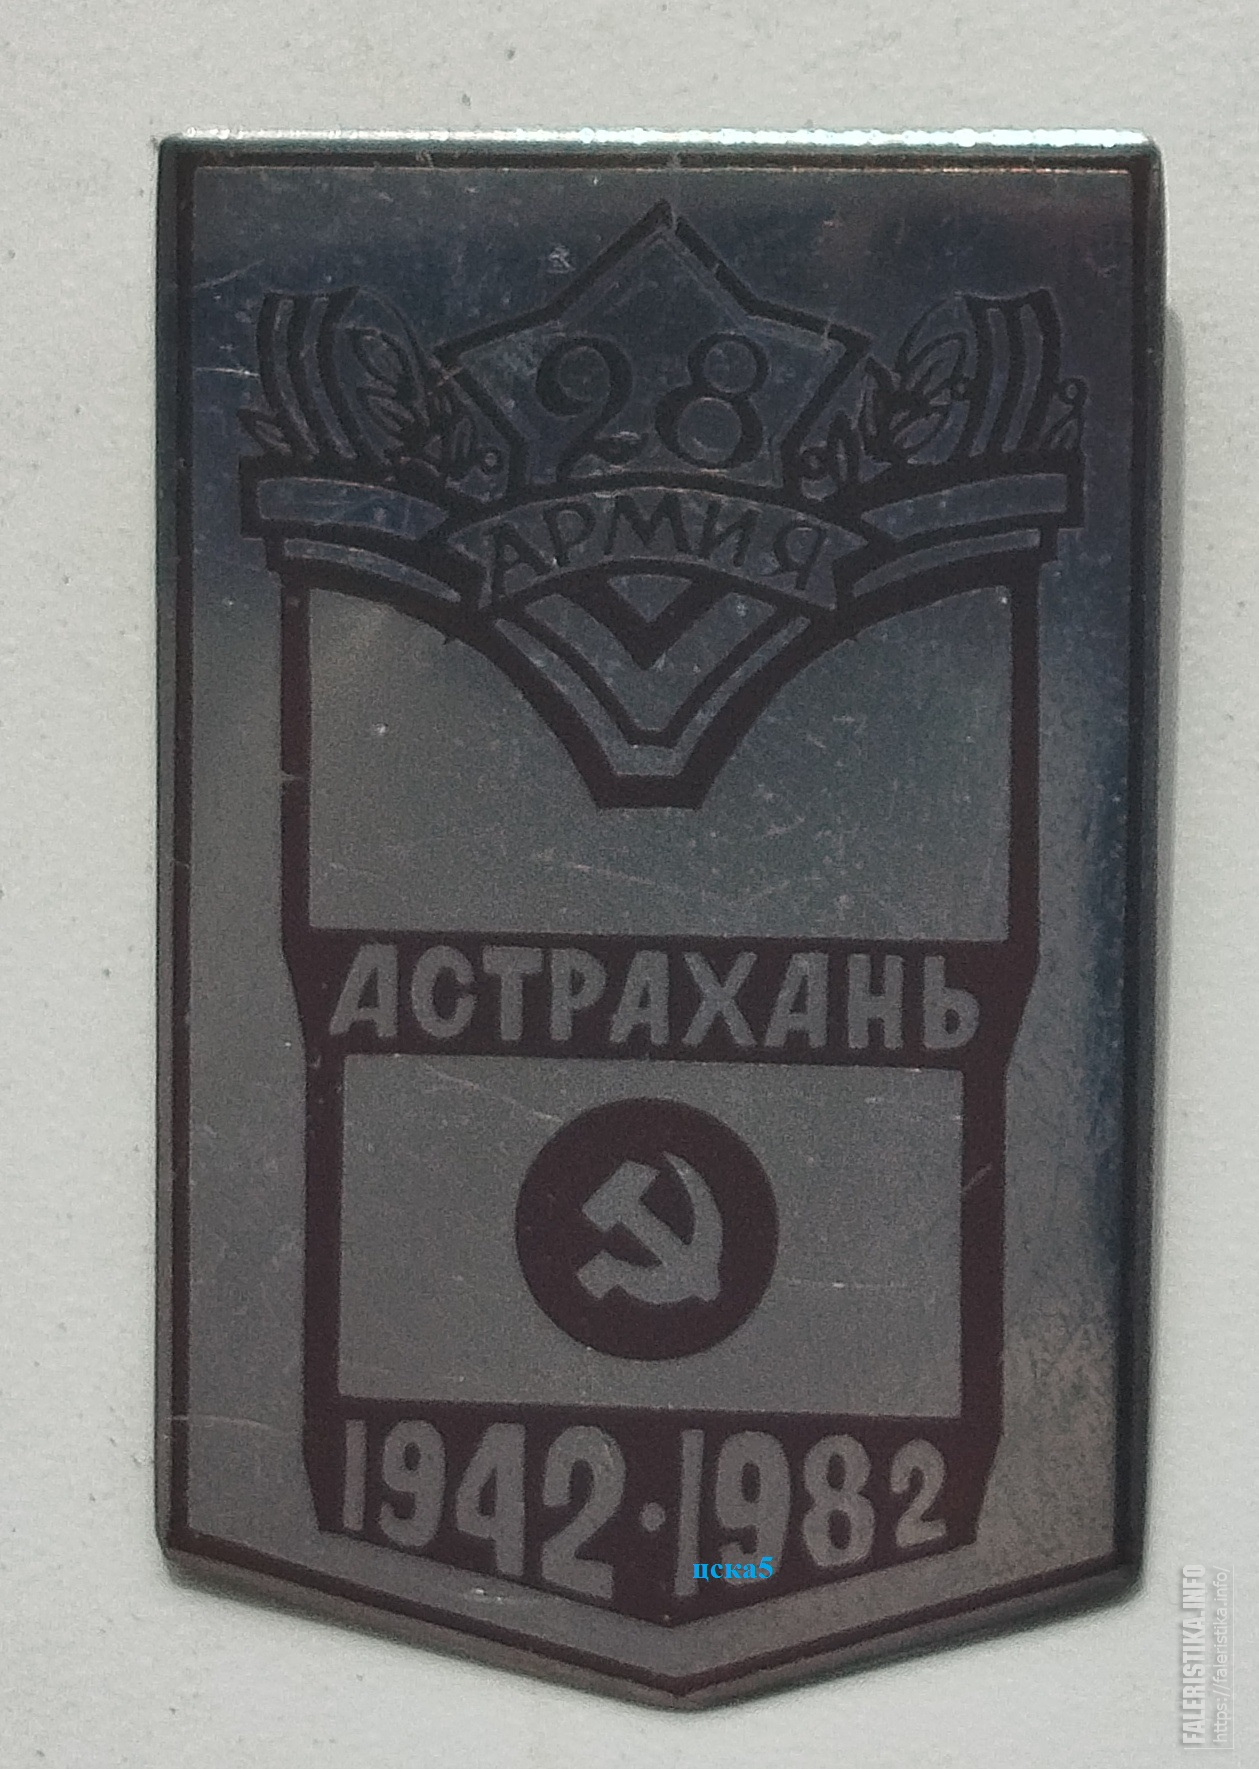 28
АРМИЯ
АСТРАХАНЬ
1942·1982
цска5
FALERISTIKA.INFO
https://faleristika.info/